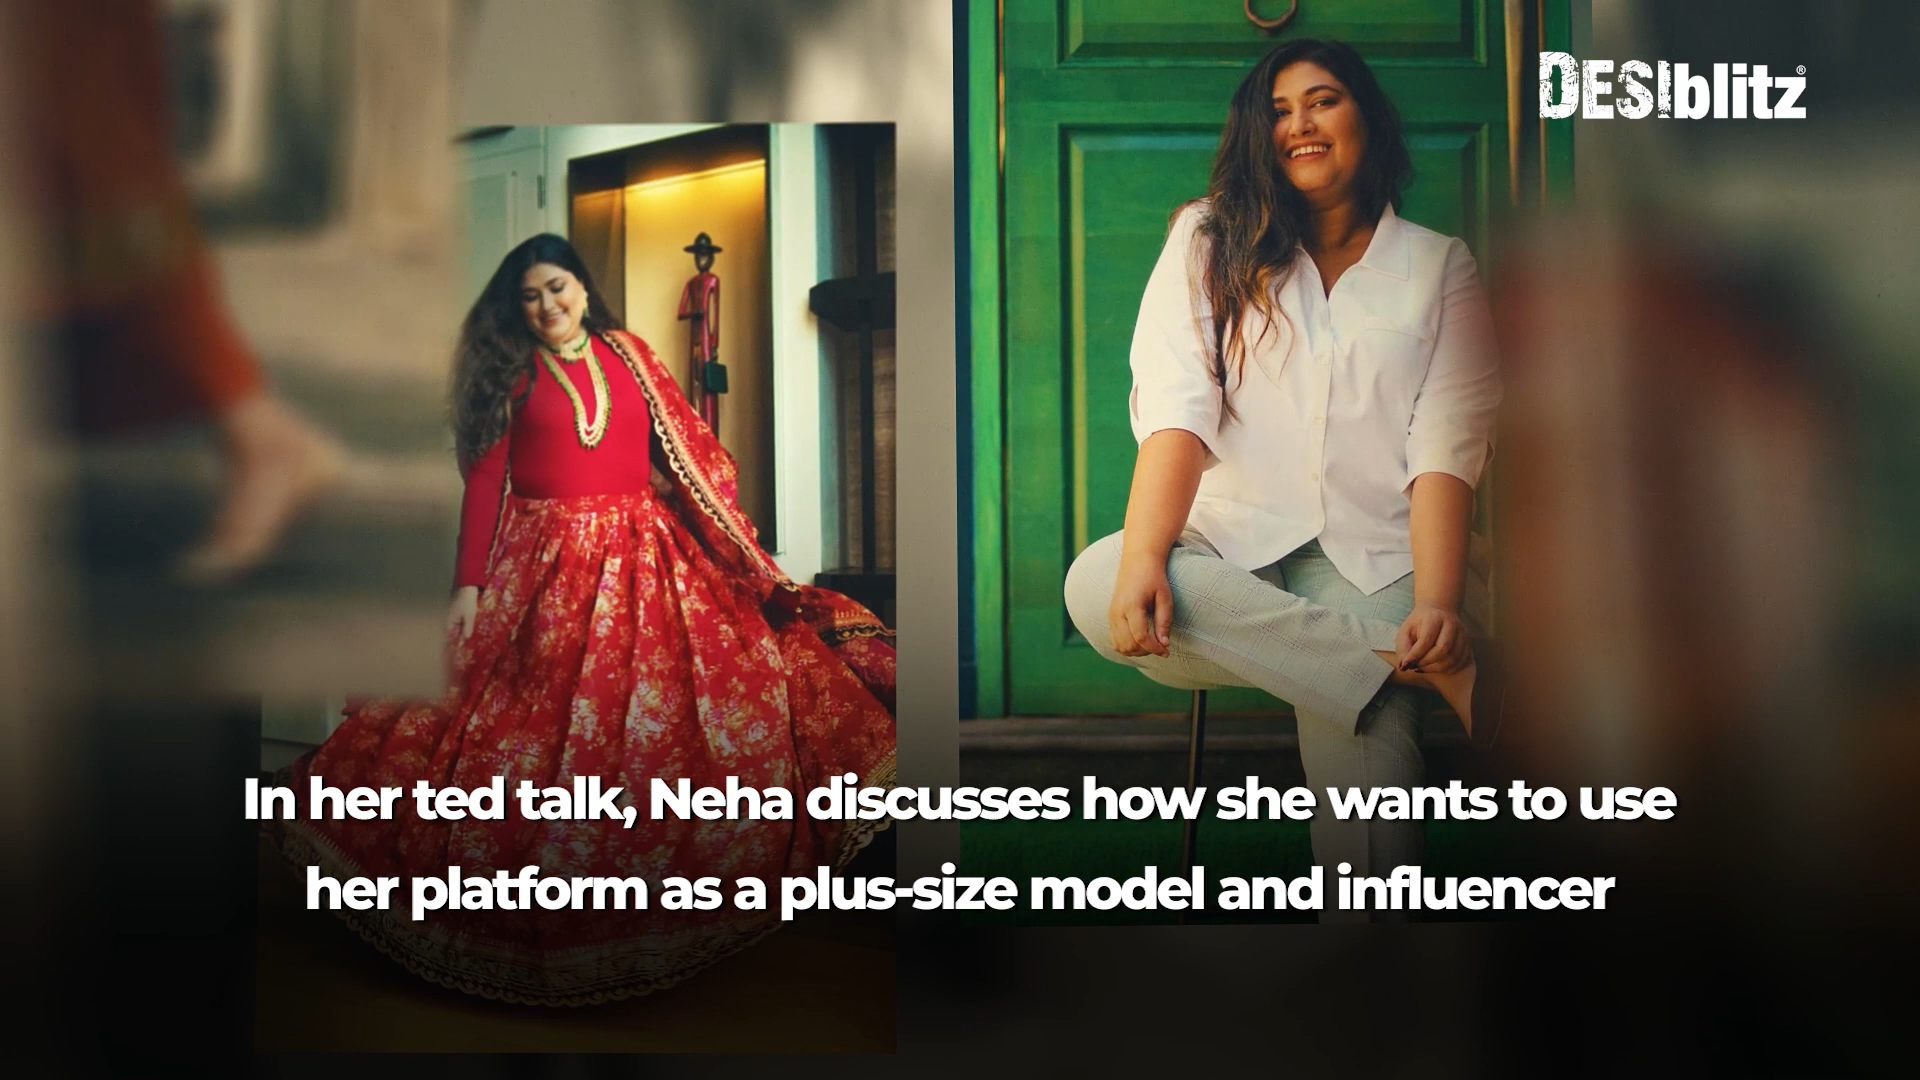 DESIblitz®
In her ted talk, Neha discusses how she wants to use
her platform as a plus-size model and influencer